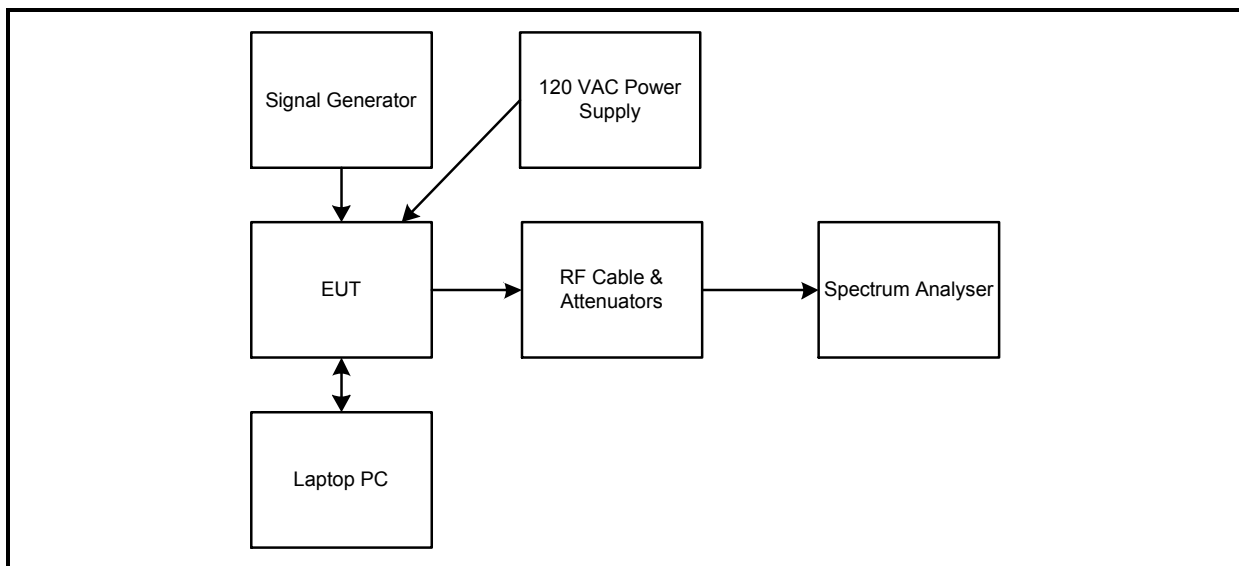 Signal Generator
120 VAC Power
Supply
EUT
RF Cable &
Attenuators
Spectrum Analyser
Laptop PC